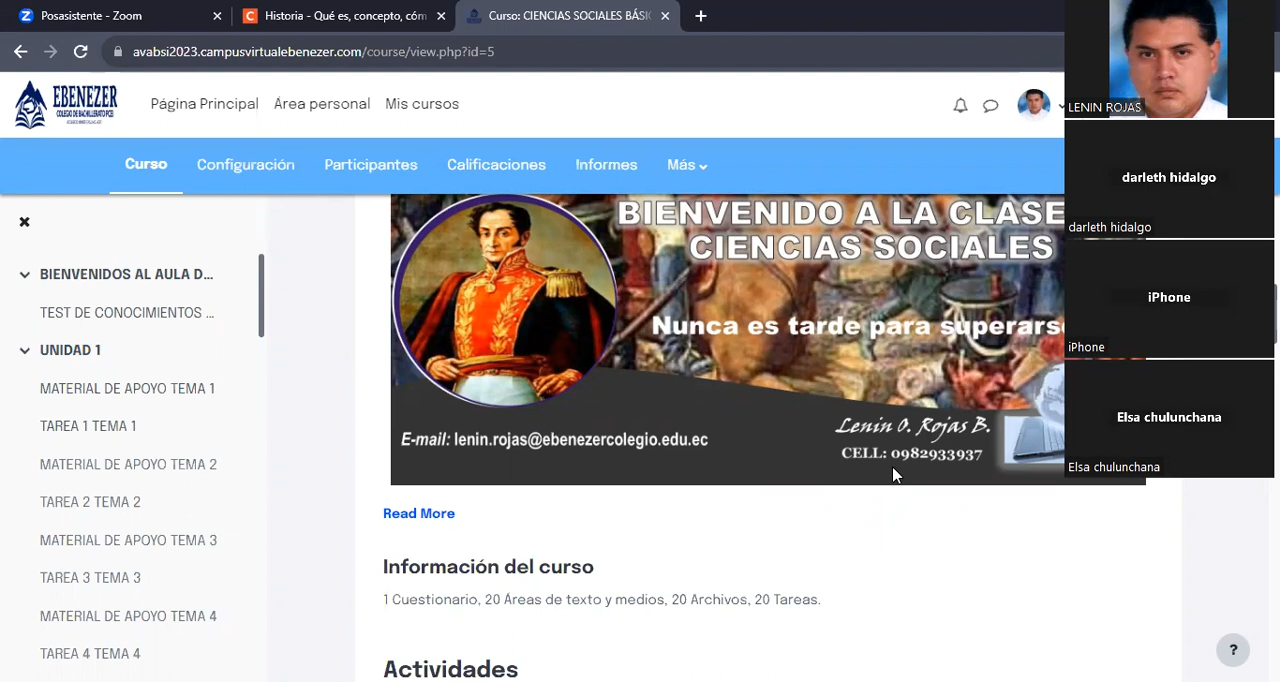 Posasistente - Zoom
Historia - Qué es, concepto, cóm
Curso: CIENCIAS SOCIALES BÁSIC
avabsi2023.campusvirtualebenezer.com/course/view.php?id=5
EBENEZER
COLEGIO DE BACHILLERATO PCEI
Página Principal
Área personal
Mis cursos
Curso
Configuración
Participantes
Calificaciones
Informes
Más
BIENVENIDOS AL AULA D...
TEST DE CONOCIMIENTOS ...
UNIDAD 1
MATERIAL DE APOYO TEMA 1
TAREA 1 TEMA 1
MATERIAL DE APOYO TEMA 2
TAREA 2 TEMA 2
MATERIAL DE APOYO TEMA 3
TAREA 3 TEMA 3
MATERIAL DE APOYO TEMA 4
TAREA 4 TEMA 4
BIENVENIDO A LA CLASE
CIENCIAS SOCIALES
Nunca es tarde para superars
E-mail: lenin.rojas@ebenezercolegio.edu.ec
Lenin O. Rojas B.
CELL: 0982933937
Read More
Información del curso
1 Cuestionario, 20 Áreas de texto y medios, 20 Archivos, 20 Tareas.
Actividades
?
LENIN ROJAS
darleth hidalgo
darleth hidalgo
iPhone
iPhone
Elsa chulunchana
Elsa chulunchana